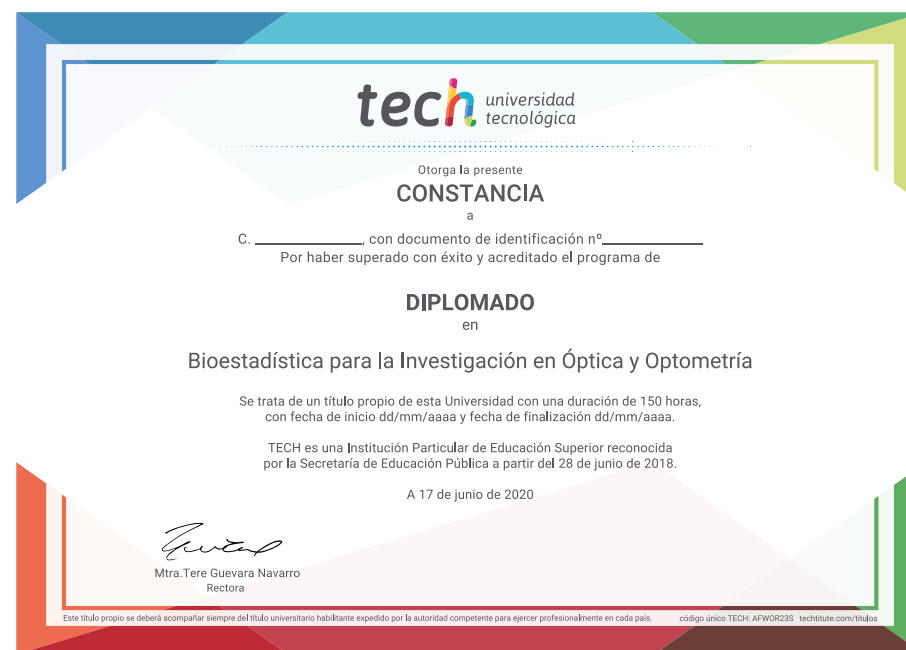 tech universidad
tecnológica
Otorga la presente
CONSTANCIA
a
C. ____________, con documento de identificación nº____________
Por haber superado con éxito y acreditado el programa de
DIPLOMADO
en
Bioestadística para la Investigación en Óptica y Optometría
Se trata de un título propio de esta Universidad con una duración de 150 horas,
con fecha de inicio dd/mm/aaaa y fecha de finalización dd/mm/aaaa.
TECH es una Institución Particular de Educación Superior reconocida
por la Secretaría de Educación Pública a partir del 28 de junio de 2018.
A 17 de junio de 2020
Mtra.Tere Guevara Navarro
Rectora
Este título propio se deberá acompañar siempre del título universitario habilitante expedido por la autoridad competente para ejercer profesionalmente en cada país. código único TECH: AFWOR23S techtitute.com/titulos